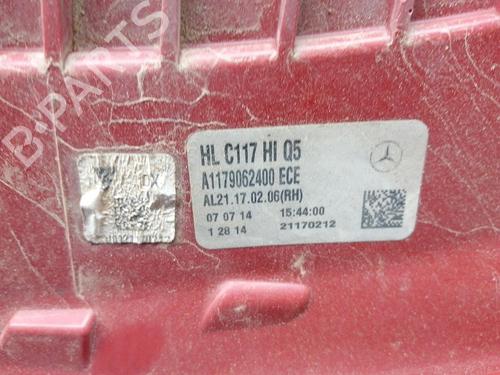 B-PARTS
HL C117 HI Q5
A1179062400 ECE
AL21.17.02.06(RH)
07 07 14 15:44:00
1 28 14 21170212
DX